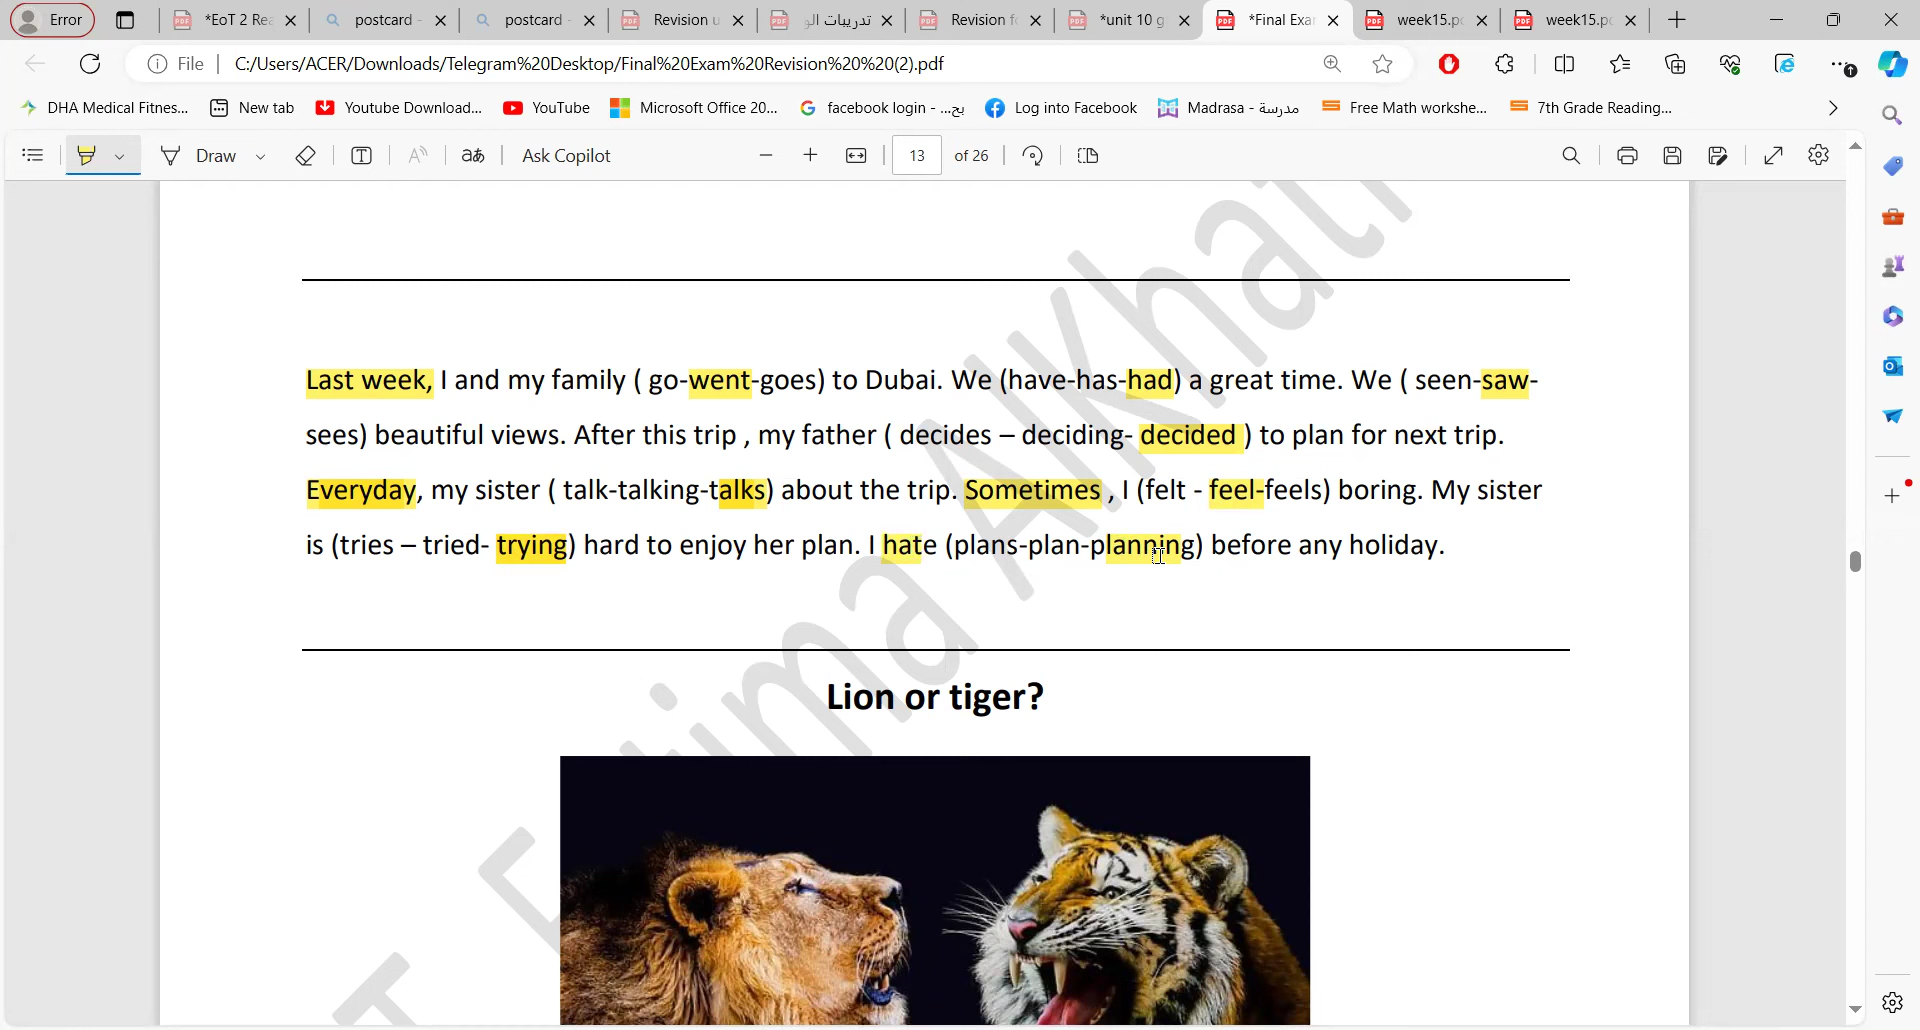 Error
*EoT 2 Rea
postcard -
postcard -
Revision u
تدريبات الو
Revision fo
*unit 10 g
*Final Exa
week15.pd
week15.pd
File
C:/Users/ACER/Downloads/Telegram%20Desktop/Final%20Exam%20Revision%20%20(2).pdf
DHA Medical Fitnes...
New tab
Youtube Download...
YouTube
Microsoft Office 20...
facebook login - ...بح
Log into Facebook
Madrasa - مدرسة
Free Math workshe...
7th Grade Reading...
Draw
Ask Copilot
13 of 26
Last week, I and my family ( go-went-goes) to Dubai. We (have-has-had) a great time. We ( seen-saw-
sees) beautiful views. After this trip , my father ( decides – deciding- decided ) to plan for next trip.
Everyday, my sister ( talk-talking-talks) about the trip. Sometimes , I (felt - feel-feels) boring. My sister
is (tries – tried- trying) hard to enjoy her plan. I hate (plans-plan-planning) before any holiday.
Lion or tiger?